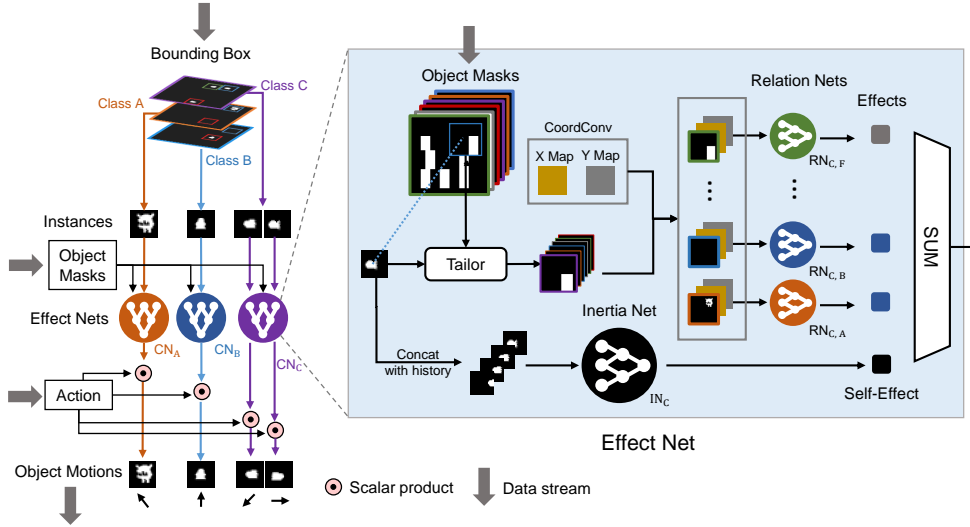 Bounding Box
Class C
Class A
Class B
Instances
Object
Masks
Effect Nets
CN_A
CN_B
CN_C
Action
Object Motions
Object Masks
CoordConv
X Map
Y Map
Tailor
Concat
with history
Inertia Net
IN_C
Relation Nets
RN_C, F
RN_C, B
RN_C, A
Effects
Self-Effect
SUM
Effect Net
Scalar product
Data stream